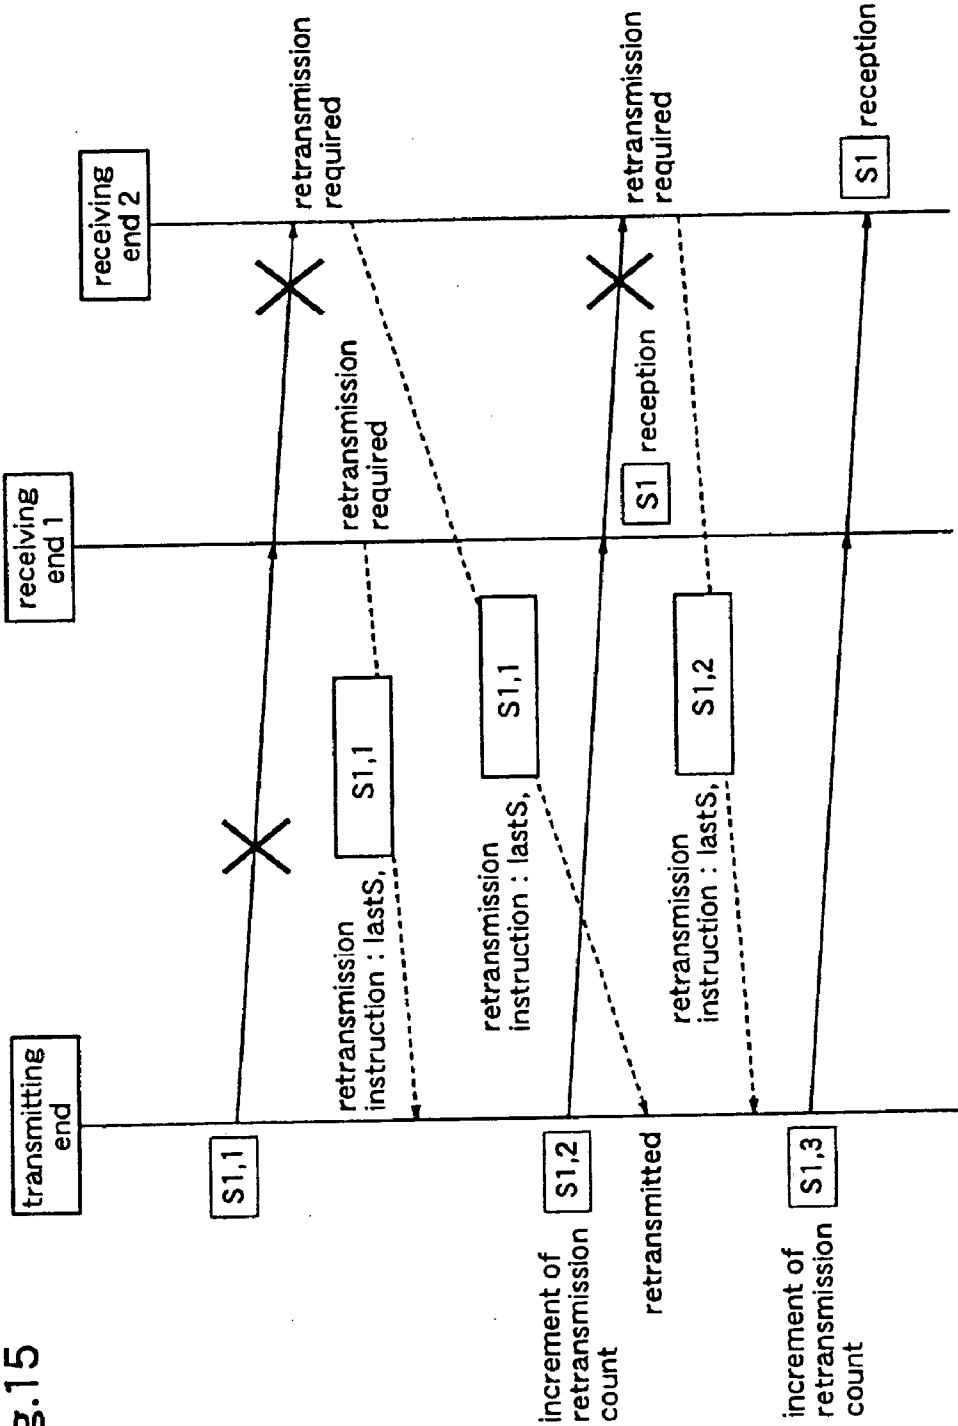 g.15
transmitting
end
receiving
end 1
receiving
end 2
S1,1
retransmission
required
retransmission
required
retransmission
instruction : lastS,
S1,1
retransmission
instruction : lastS,
S1,1
increment of
retransmission
count
S1,2
S1 reception
retransmission
required
retransmitted
retransmission
instruction : lastS,
S1,2
increment of
retransmission
count
S1,3
S1 reception